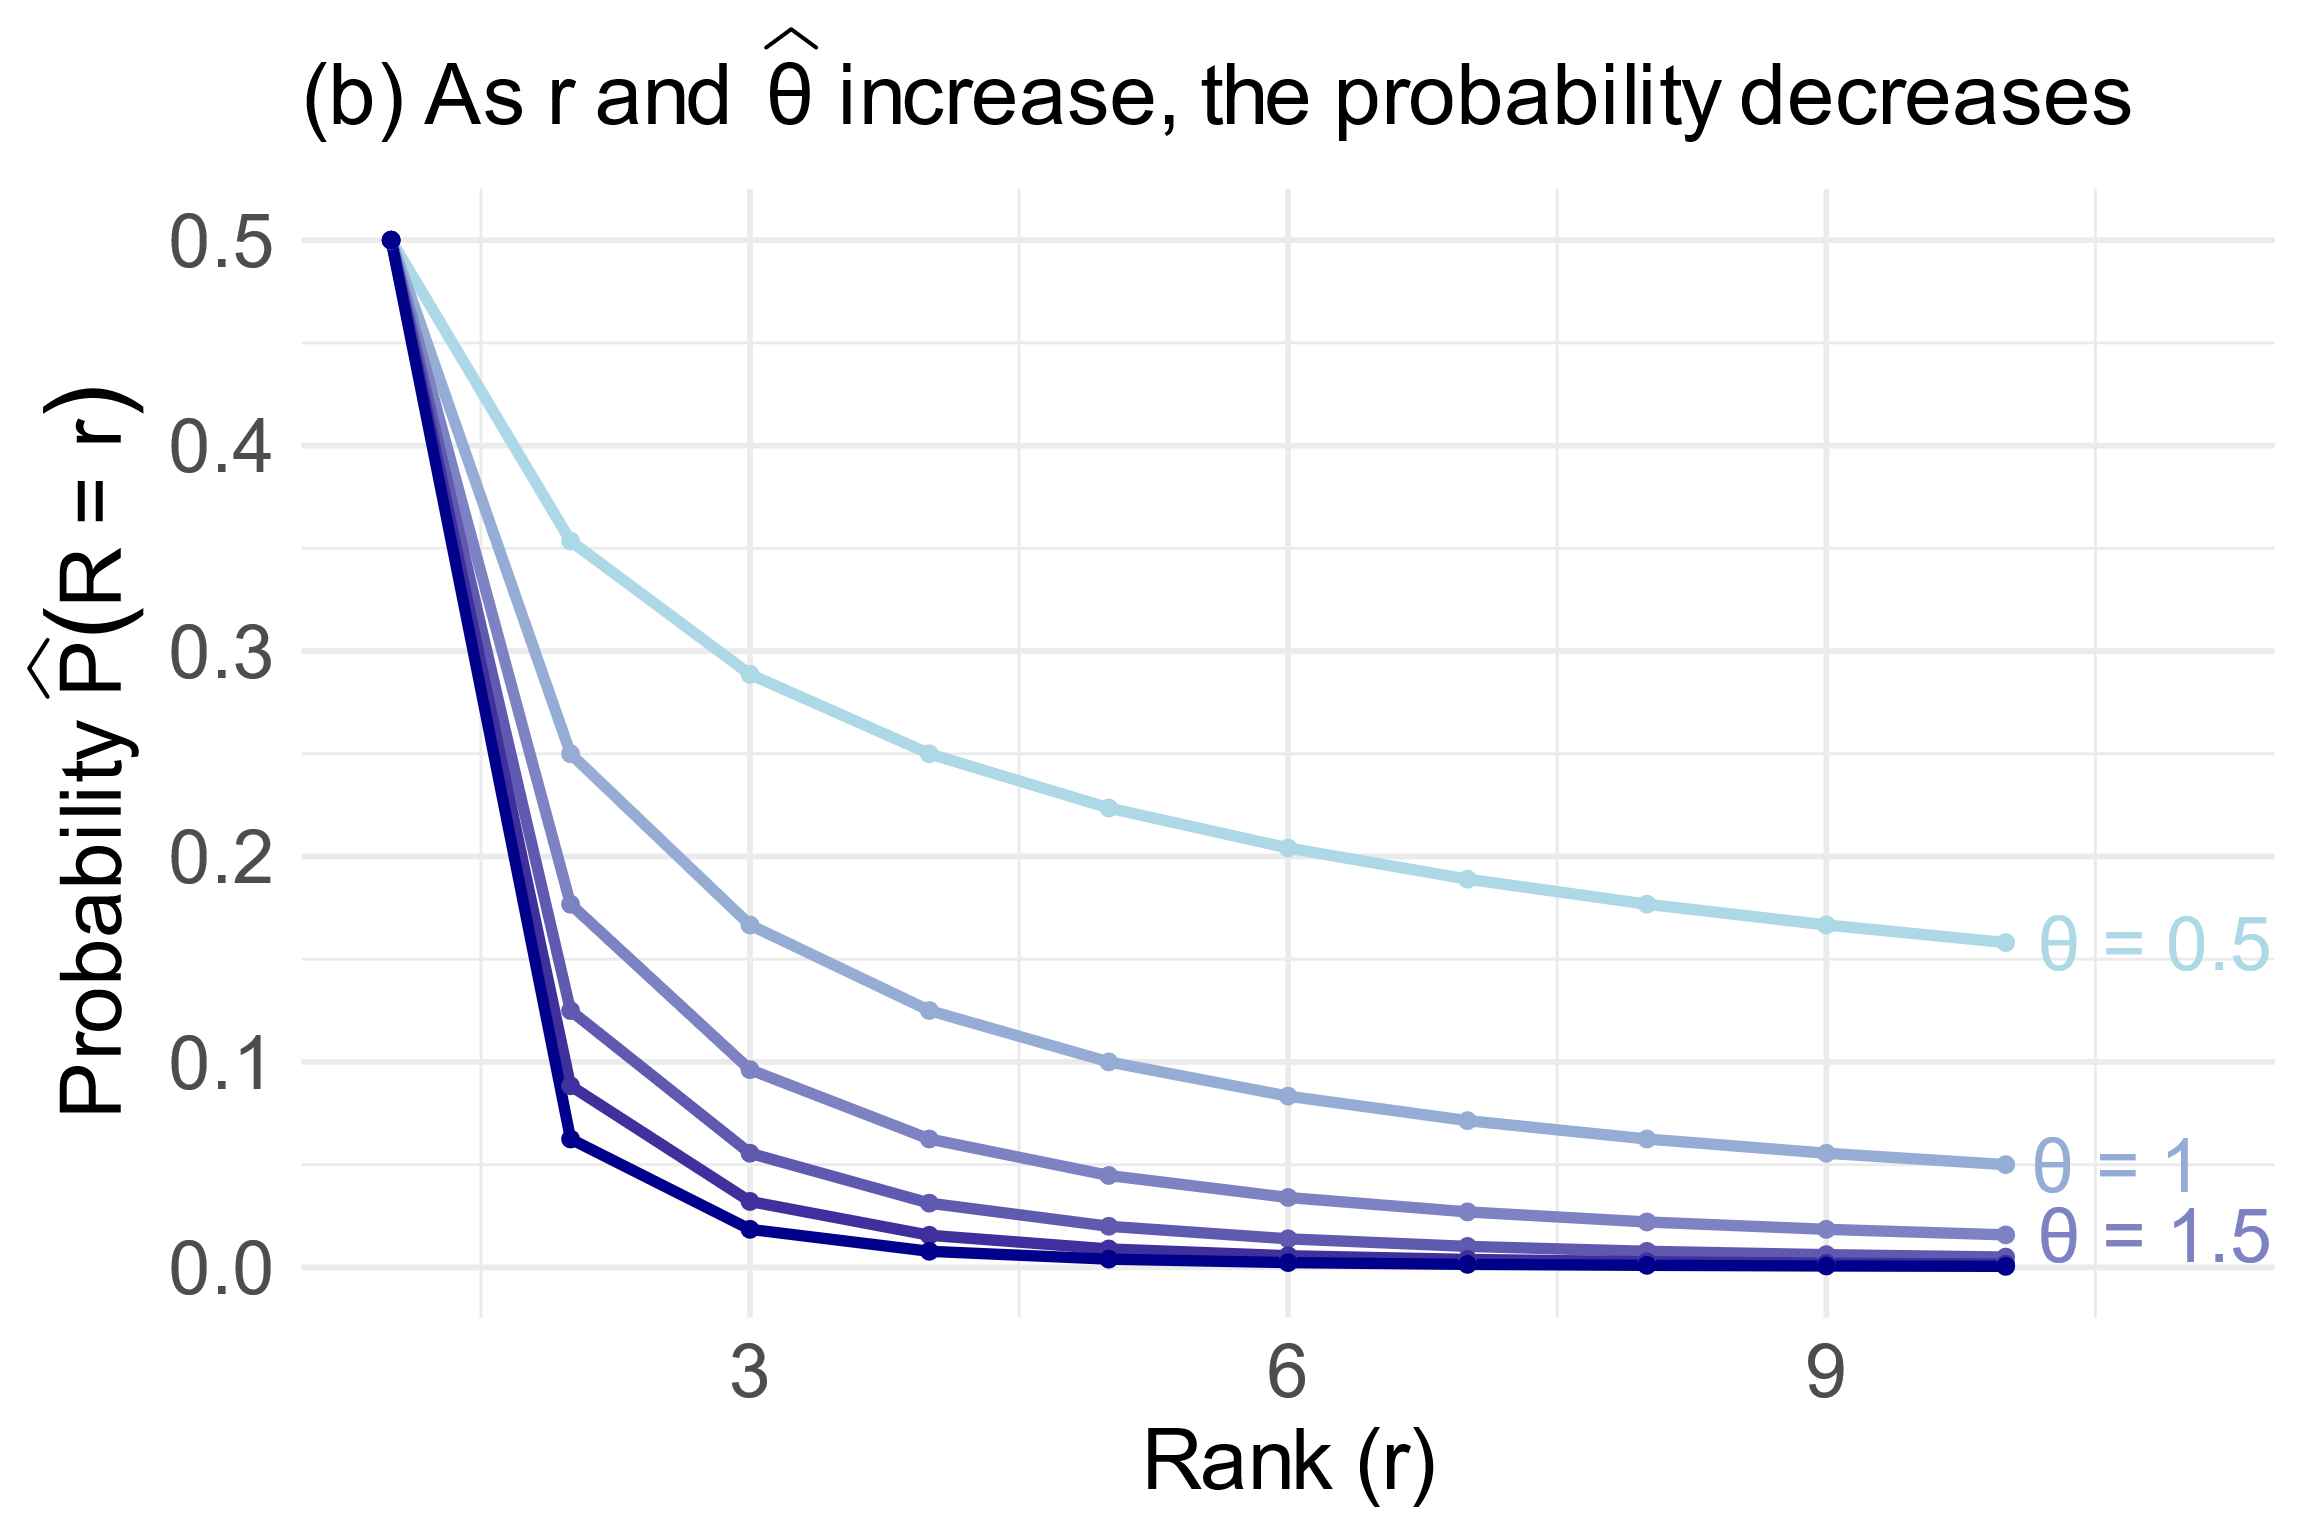 (b) As r and θ̂ increase, the probability decreases
Probability P̂(R = r)
0.5
0.4
0.3
0.2
0.1
0.0
θ = 0.5
θ = 1
θ = 1.5
3 6 9
Rank (r)